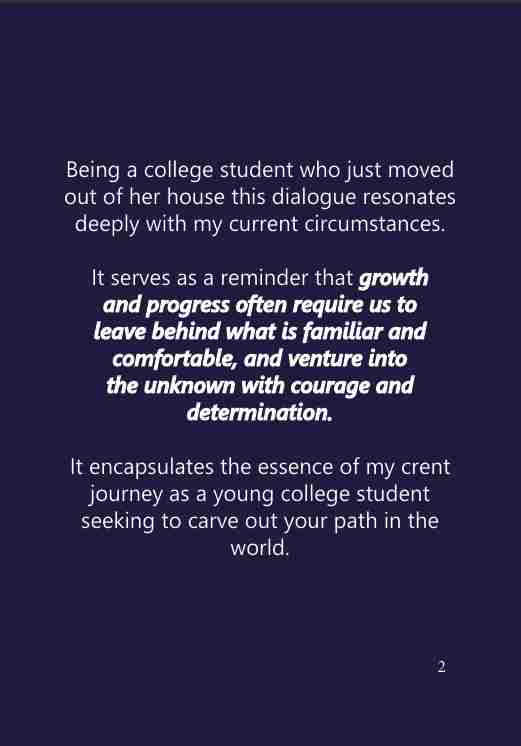 Being a college student who just moved
out of her house this dialogue resonates
deeply with my current circumstances.
It serves as a reminder that growth
and progress often require us to
leave behind what is familiar and
comfortable, and venture into
the unknown with courage and
determination.
It encapsulates the essence of my crent
journey as a young college student
seeking to carve out your path in the
world.
2